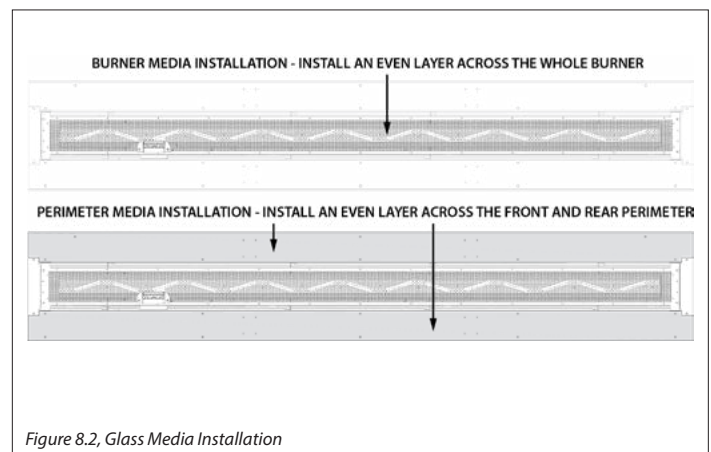 BURNER MEDIA INSTALLATION - INSTALL AN EVEN LAYER ACROSS THE WHOLE BURNER
PERIMETER MEDIA INSTALLATION - INSTALL AN EVEN LAYER ACROSS THE FRONT AND REAR PERIMETER
Figure 8.2, Glass Media Installation